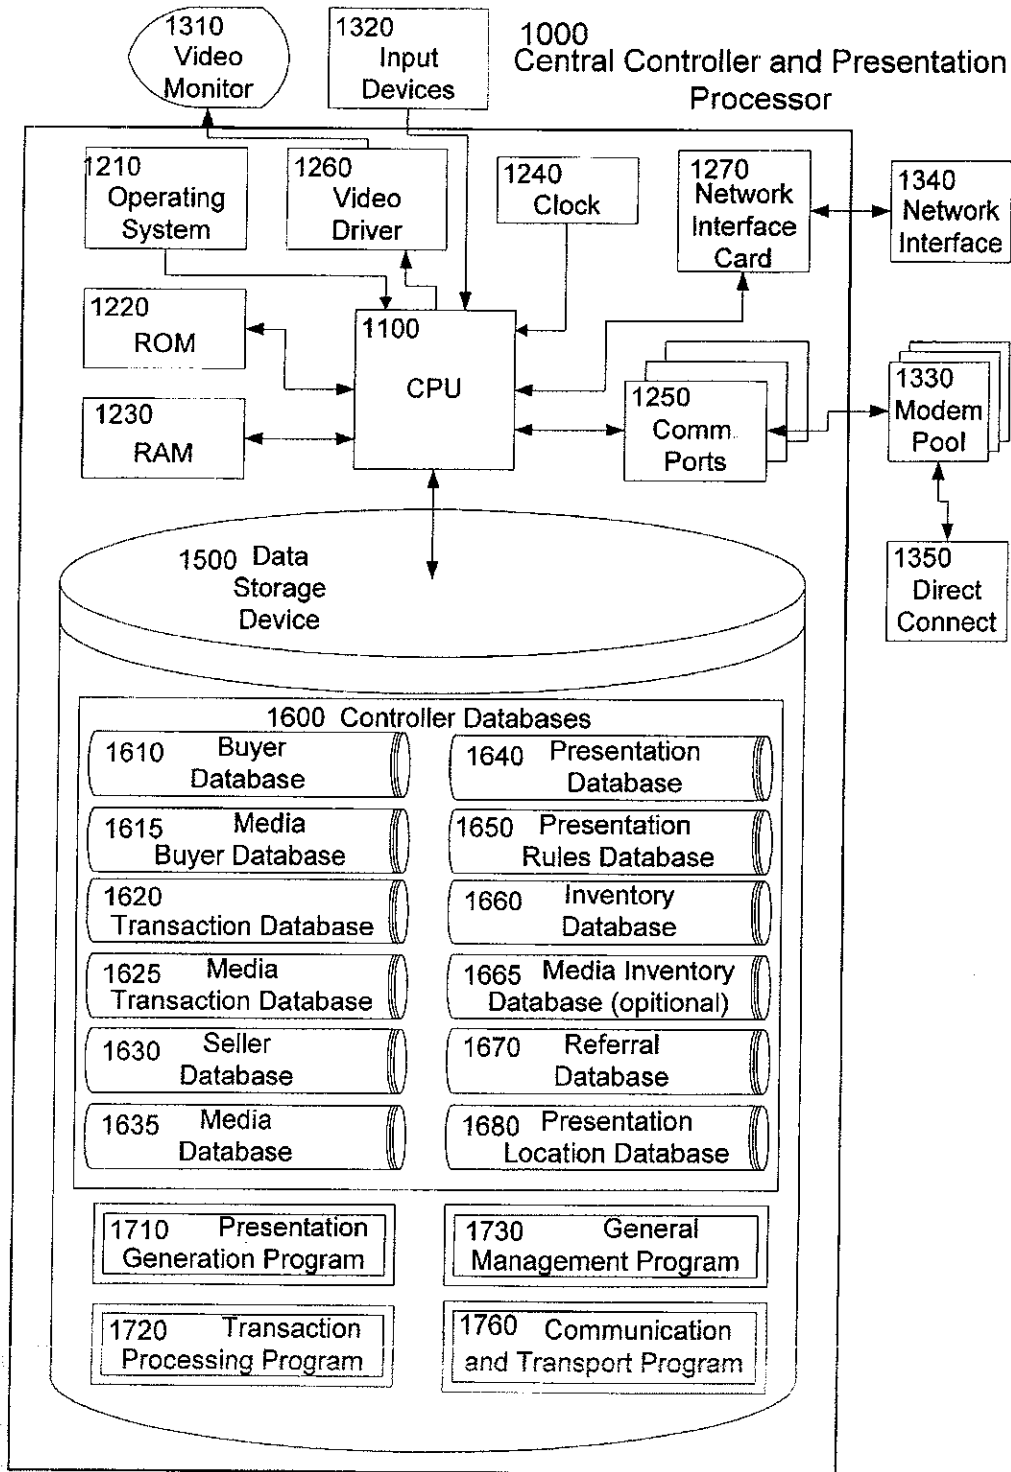 1310
Video
Monitor
1320
Input
Devices
1000
Central Controller and Presentation
Processor
1210
Operating
System
1260
Video
Driver
1240
Clock
1270
Network
Interface
Card
1340
Network
Interface
1220
ROM
1100
CPU
1230
RAM
1250
Comm.
Ports
1330
Modem
Pool
1350
Direct
Connect
1500 Data
Storage
Device
1600 Controller Databases
1610 Buyer
Database
1640 Presentation
Database
1615 Media
Buyer Database
1650 Presentation
Rules Database
1620
Transaction Database
1660 Inventory
Database
1625 Media
Transaction Database
1665 Media Inventory
Database (opitional)
1630 Seller
Database
1670 Referral
Database
1635 Media
Database
1680 Presentation
Location Database
1710 Presentation
Generation Program
1730 General
Management Program
1720 Transaction
Processing Program
1760 Communication
and Transport Program